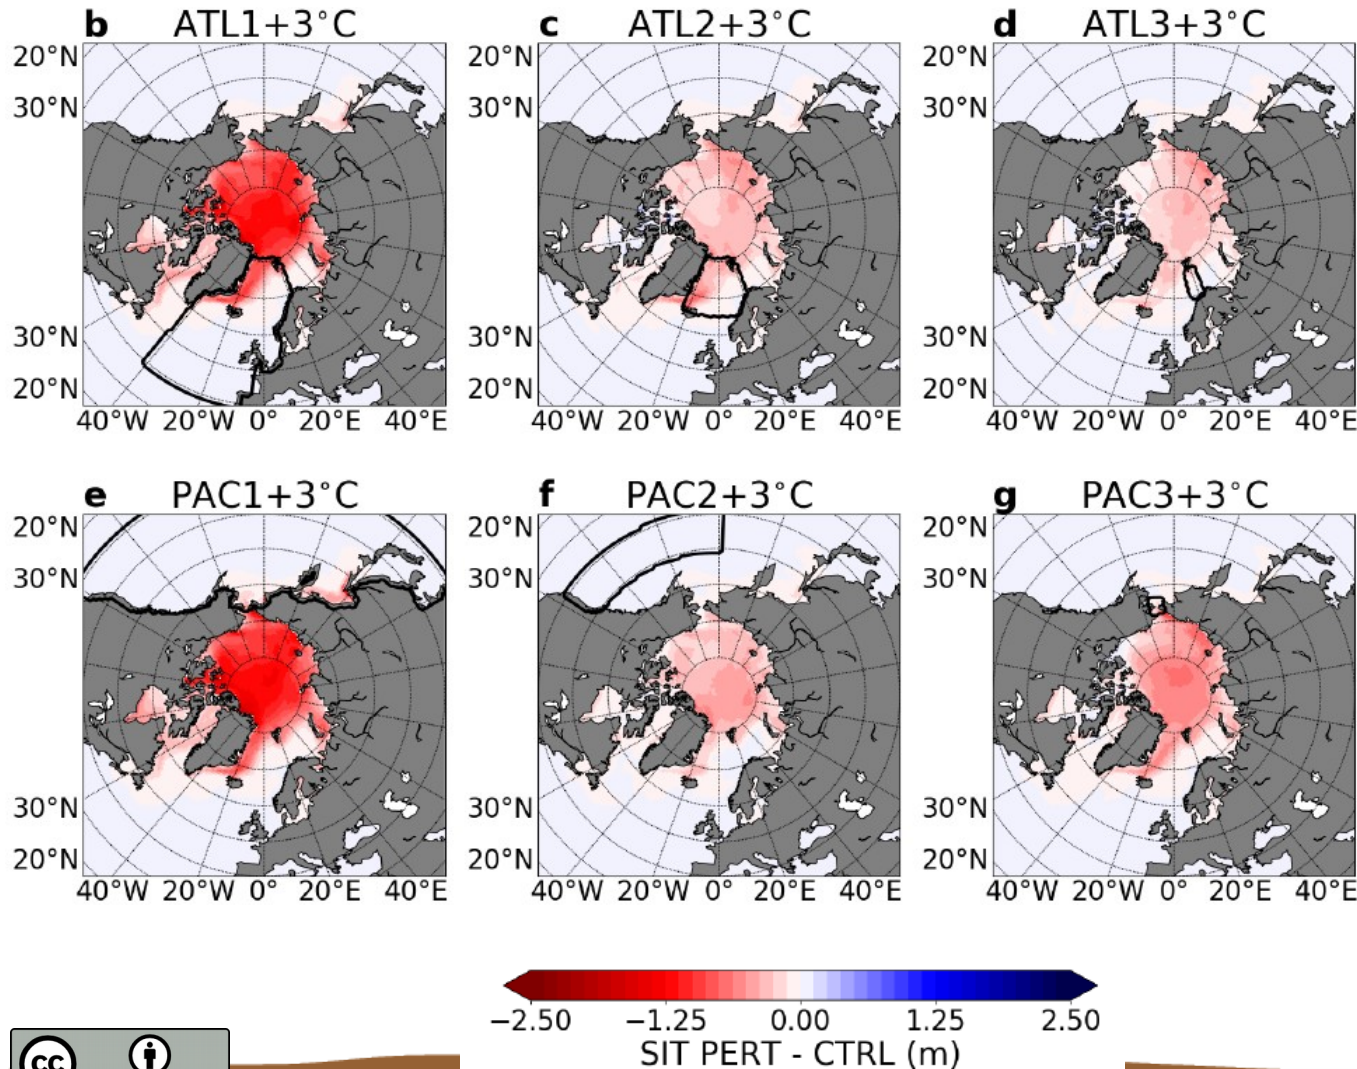 b ATL1+3°C
c ATL2+3°C
d ATL3+3°C
20°N 20°N 20°N
30°N 30°N 30°N
30°N 30°N 30°N
20°N 20°N 20°N
40°W 20°W 0° 20°E 40°E 40°W 20°W 0° 20°E 40°E 40°W 20°W 0° 20°E 40°E
e PAC1+3°C
f PAC2+3°C
g PAC3+3°C
20°N 20°N 20°N
30°N 30°N 30°N
30°N 30°N 30°N
20°N 20°N 20°N
40°W 20°W 0° 20°E 40°E 40°W 20°W 0° 20°E 40°E 40°W 20°W 0° 20°E 40°E
−2.50 −1.25 0.00 1.25 2.50
SIT PERT - CTRL (m)
cc